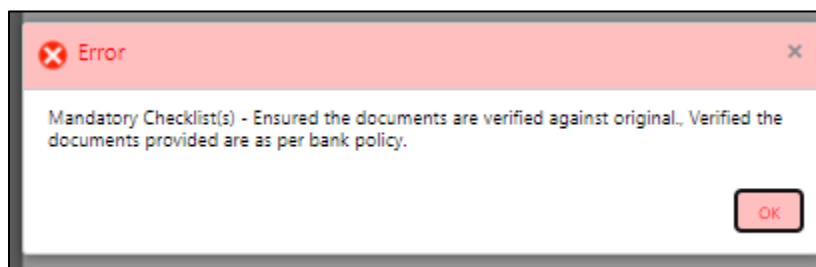 Error
Mandatory Checklist(s) - Ensured the documents are verified against original., Verified the
documents provided are as per bank policy.
OK